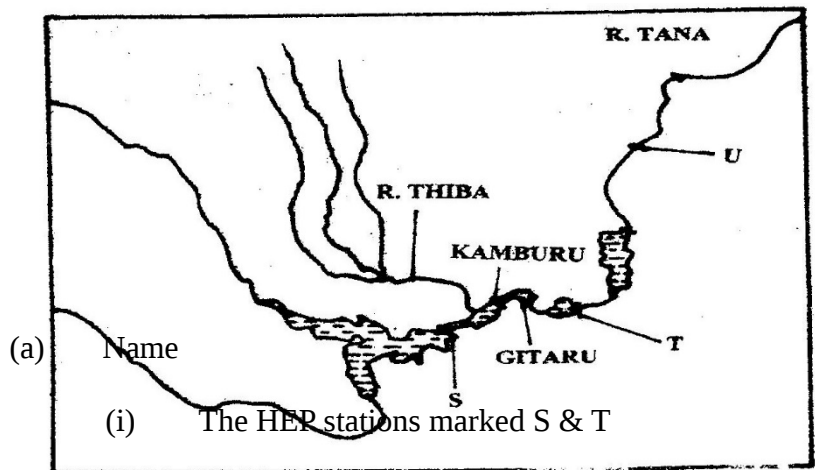 R. TANA
U
R. THIBA
KAMBURU
(a) Name
GITARU
T
S
(i) The HEP stations marked S & T